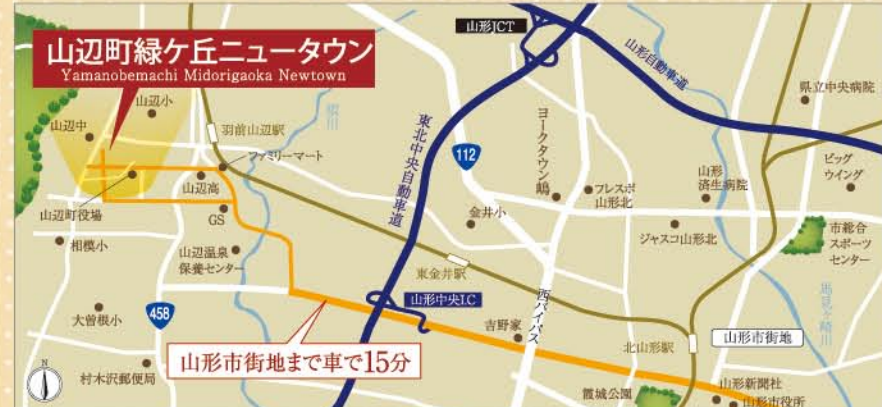 山辺町緑ケ丘ニュータウン
Yamanobemachi Midorigaoka Newtown
山形JCT
山形自動車道
県立中央病院
山辺小
山辺中
羽前山辺駅
東北中央自動車道
112
ヨークタウン嶋
ファミリーマート
山辺高
フレスポ
山形北
山形
済生病院
ビッグ
ウイング
山辺町役場
GS
金井小
ジャスコ山形北
市総合
スポーツ
センター
相模小
山辺温泉
保養センター
東金井駅
馬見ヶ崎川
大曽根小
458
山形中央I.C
西バイパス
吉野家
北山形駅
山形市街地
山形市街地まで車で15分
N
村木沢郵便局
霞城公園
山形新聞社
山形市役所